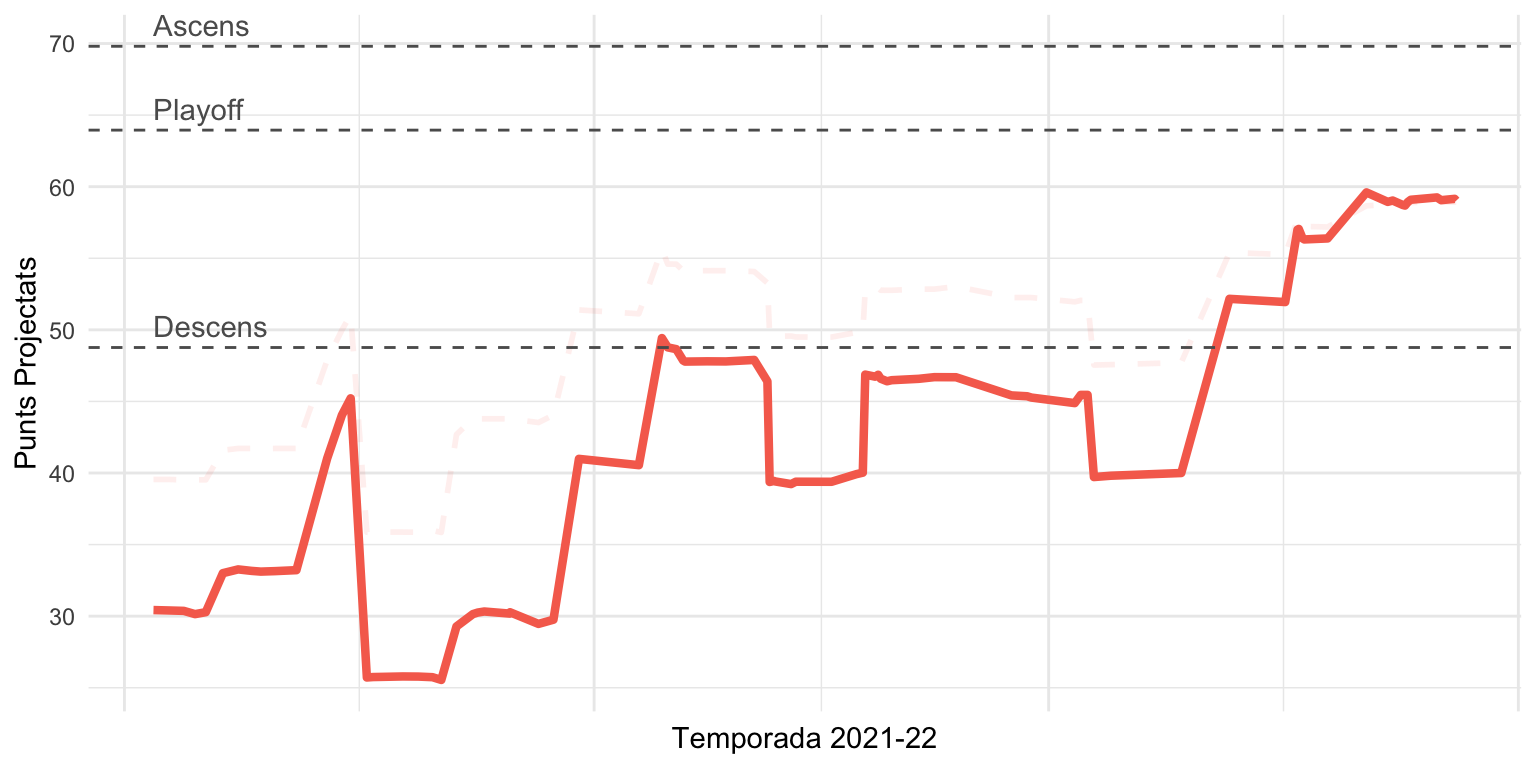 Ascens
70
Playoff
60
Descens
50
40
30
Punts Projectats
Temporada 2021-22